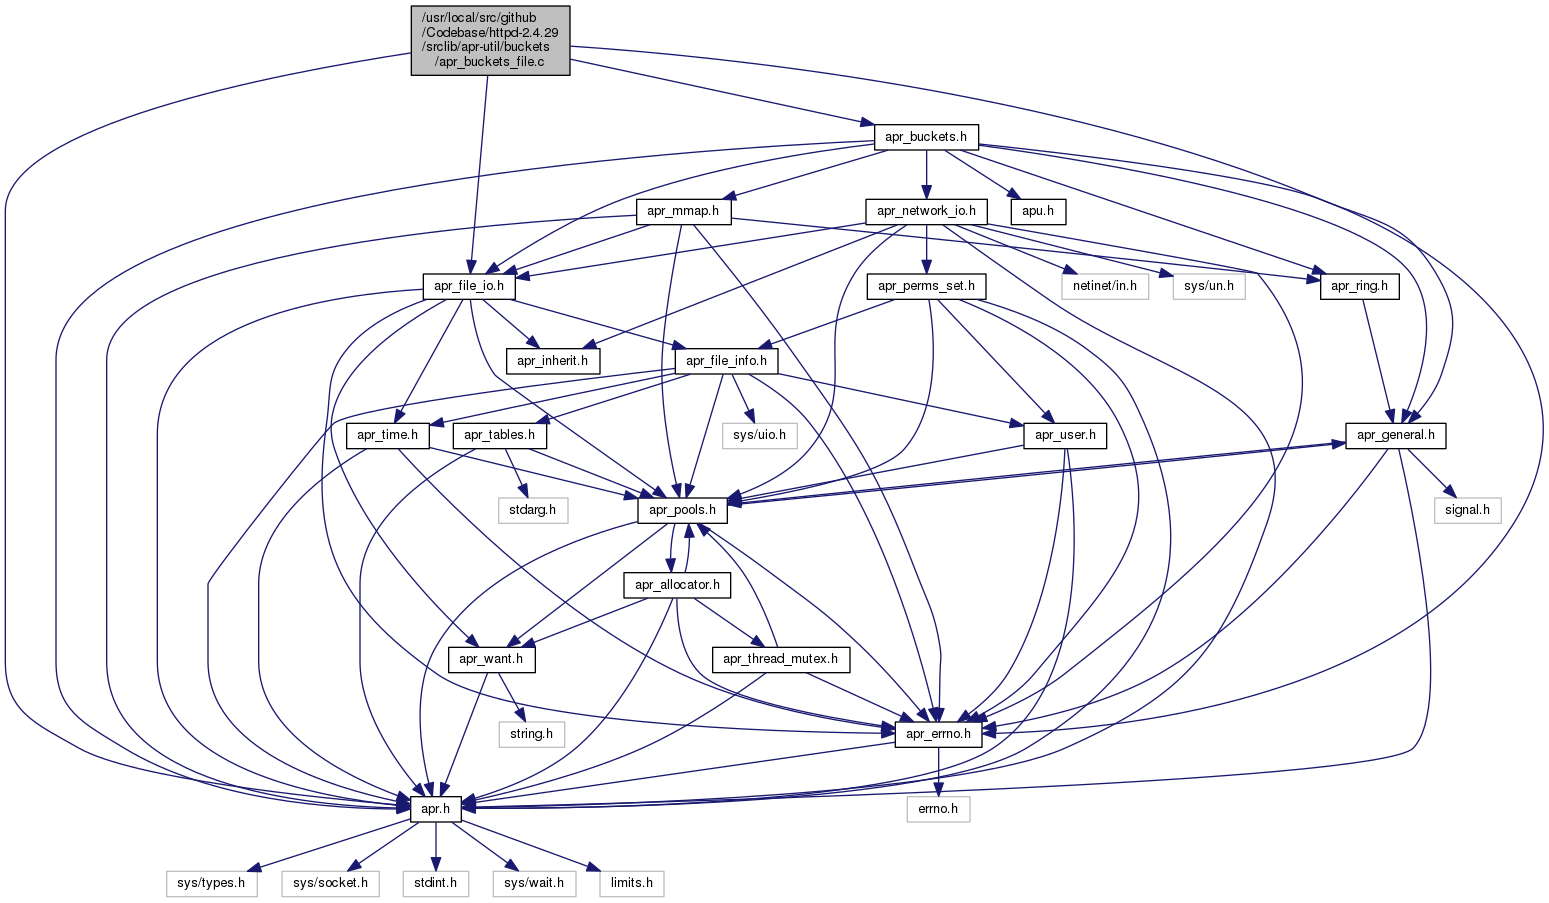 /usr/local/src/github
/Codebase/httpd-2.4.29
/srclib/apr-util/buckets
/apr_buckets_file.c
apr_buckets.h
apr_mmap.h
apr_network_io.h
apu.h
apr_file_io.h
apr_perms_set.h
netinet/in.h
sys/un.h
apr_ring.h
apr_inherit.h
apr_file_info.h
apr_time.h
apr_tables.h
sys/uio.h
apr_user.h
apr_general.h
stdarg.h
apr_pools.h
signal.h
apr_allocator.h
apr_want.h
apr_thread_mutex.h
string.h
apr_errno.h
apr.h
errno.h
sys/types.h
sys/socket.h
stdint.h
sys/wait.h
limits.h